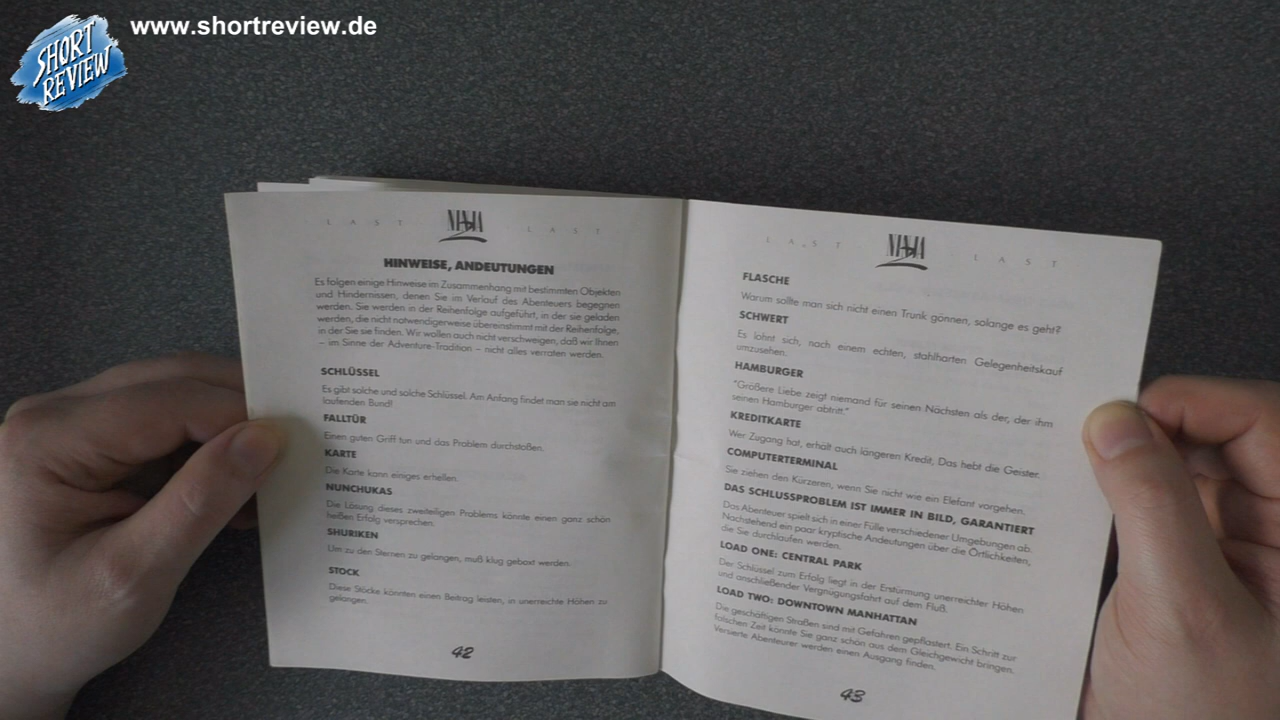 SHORT
REVIEW
www.shortreview.de
LAST NINJA LAST
HINWEISE, ANDEUTUNGEN
Es folgen einige Hinweise im Zusammenhang mit bestimmten Objekten
und Hindernissen, denen Sie im Verlauf des Abenteuers begegnen
werden. Sie werden in der Reihenfolge aufgeführt, in der sie geladen
werden, die nicht notwendigerweise übereinstimmt mit der Reihenfolge,
in der Sie sie finden. Wir wollen auch nicht verschweigen, daß wir Ihnen
– im Sinne der Adventure-Tradition – nicht alles verraten werden.
SCHLÜSSEL
Es gibt solche und solche Schlüssel. Am Anfang findet man sie nicht am
laufenden Bund!
FALLTÜR
Einen guten Griff tun und das Problem durchstoßen.
KARTE
Die Karte kann einiges erhellen.
NUNCHUKAS
Die Lösung dieses zweiteiligen Problems könnte einen ganz schön
heißen Erfolg versprechen.
SHURIKEN
Um zu den Sternen zu gelangen, muß klug geboxt werden.
STOCK
Diese Stöcke könnten einen Beitrag leisten, in unerreichte Höhen zu
gelangen.
42
LAST NINJA LAST
FLASCHE
Warum sollte man sich nicht einen Trunk gönnen, solange es geht?
SCHWERT
Es lohnt sich, nach einem echten, stahlharten Gelegenheitskauf
umzusehen.
HAMBURGER
"Größere Liebe zeigt niemand für seinen Nächsten als der, der ihm
seinen Hamburger abtritt."
KREDITKARTE
Wer Zugang hat, erhält auch längeren Kredit, Das hebt die Geister.
COMPUTERTERMINAL
Sie ziehen den Kürzeren, wenn Sie nicht wie ein Elefant vorgehen.
DAS SCHLUSSPROBLEM IST IMMER IN BILD, GARANTIERT
Das Abenteuer spielt sich in einer Fülle verschiedener Umgebungen ab.
Nachstehend ein paar kryptische Andeutungen über die Örtlichkeiten,
die Sie durchlaufen werden.
LOAD ONE: CENTRAL PARK
Der Schlüssel zum Erfolg liegt in der Erstürmung unerreichter Höhen
und anschließender Vergnügungsfahrt auf dem Fluß.
LOAD TWO: DOWNTOWN MANHATTAN
Die geschäftigen Straßen sind mit Gefahren gepflastert. Ein Schritt zur
falschen Zeit könnte Sie ganz schön aus dem Gleichgewicht bringen.
Versierte Abenteurer werden einen Ausgang finden.
43